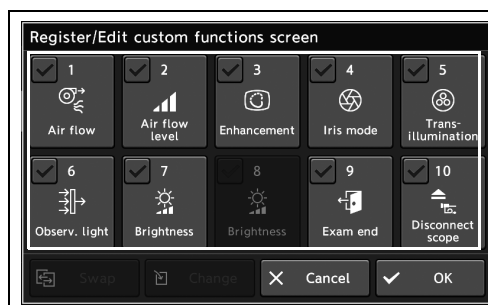 Register/Edit custom functions screen
1
2
3
4
5
Air flow
Air flow
level
Enhancement
Iris mode
Trans-
illumination
6
7
8
9
10
Observ. light
Brightness
Brightness
Exam end
Disconnect
scope
Swap
Change
Cancel
OK